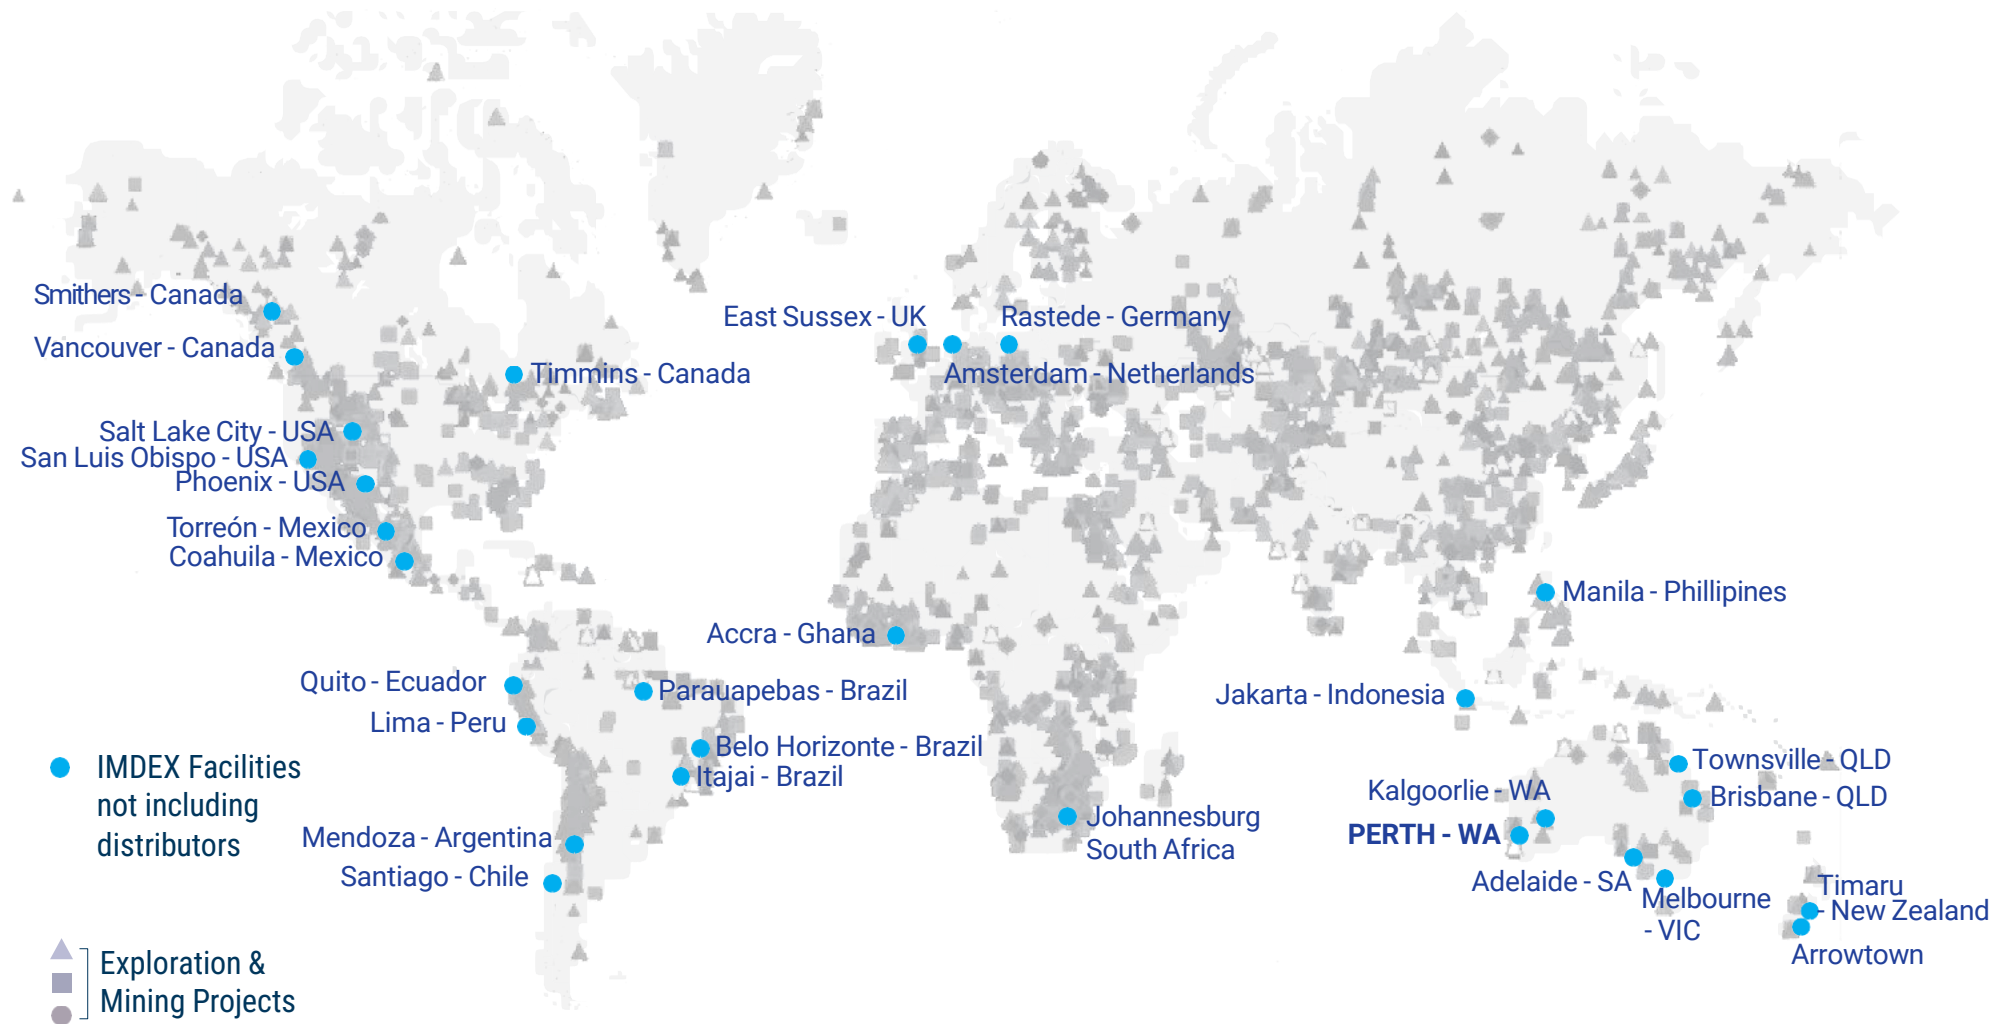 Smithers - Canada
Vancouver - Canada
Timmins - Canada
East Sussex - UK
Rastede - Germany
Amsterdam - Netherlands
Salt Lake City - USA
San Luis Obispo - USA
Phoenix - USA
Torreón - Mexico
Coahuila - Mexico
Manila - Phillipines
Accra - Ghana
Quito - Ecuador
Parauapebas - Brazil
Jakarta - Indonesia
Lima - Peru
Belo Horizonte - Brazil
Itajai - Brazil
Townsville - QLD
Kalgoorlie - WA
Brisbane - QLD
Johannesburg
South Africa
PERTH - WA
Mendoza - Argentina
Santiago - Chile
Adelaide - SA
Melbourne
- VIC
Timaru
- New Zealand
Arrowtown
IMDEX Facilities
not including
distributors
Exploration &
Mining Projects